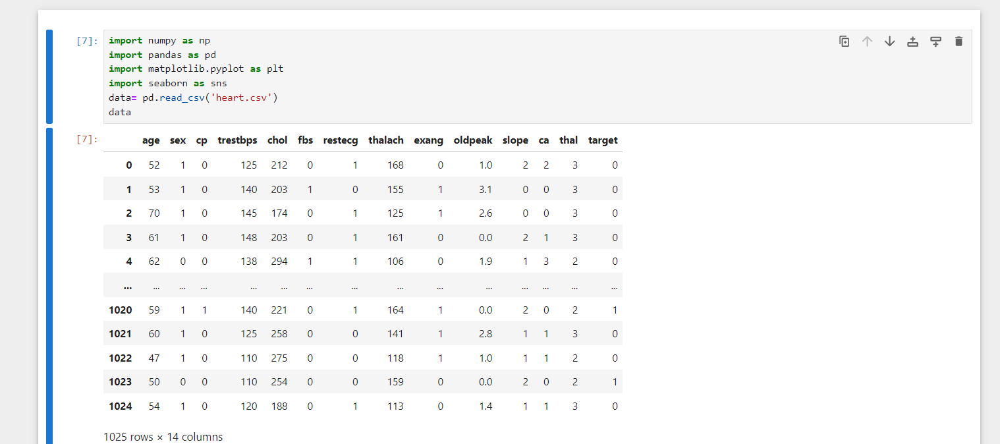 [7]: import numpy as np
import pandas as pd
import matplotlib.pyplot as plt
import seaborn as sns
data= pd.read_csv('heart.csv')
data
[7]: age sex cp trestbps chol fbs restecg thalach exang oldpeak slope ca thal target
0 52 1 0 125 212 0 1 168 0 1.0 2 2 3 0
1 53 1 0 140 203 1 0 155 1 3.1 0 0 3 0
2 70 1 0 145 174 0 1 125 1 2.6 0 0 3 0
3 61 1 0 148 203 0 1 161 0 0.0 2 1 3 0
4 62 0 0 138 294 1 1 106 0 1.9 1 3 2 0
... ... ... ... ... ... ... ... ... ... ... ... ... ... ...
1020 59 1 1 140 221 0 1 164 1 0.0 2 0 2 1
1021 60 1 0 125 258 0 0 141 1 2.8 1 1 3 0
1022 47 1 0 110 275 0 0 118 1 1.0 1 1 2 0
1023 50 0 0 110 254 0 0 159 0 0.0 2 0 2 1
1024 54 1 0 120 188 0 1 113 0 1.4 1 1 3 0
1025 rows × 14 columns